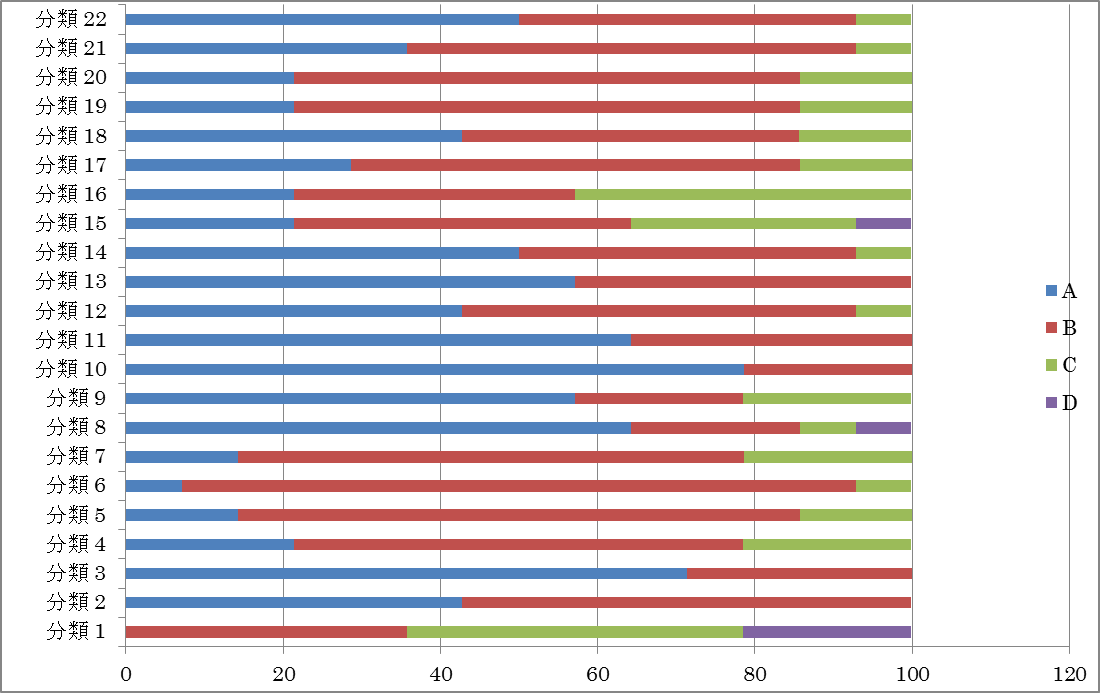 分類 22
分類 21
分類 20
分類 19
分類 18
分類 17
分類 16
分類 15
分類 14
分類 13
分類 12
分類 11
分類 10
分類 9
分類 8
分類 7
分類 6
分類 5
分類 4
分類 3
分類 2
分類 1
0 20 40 60 80 100 120
A
B
C
D